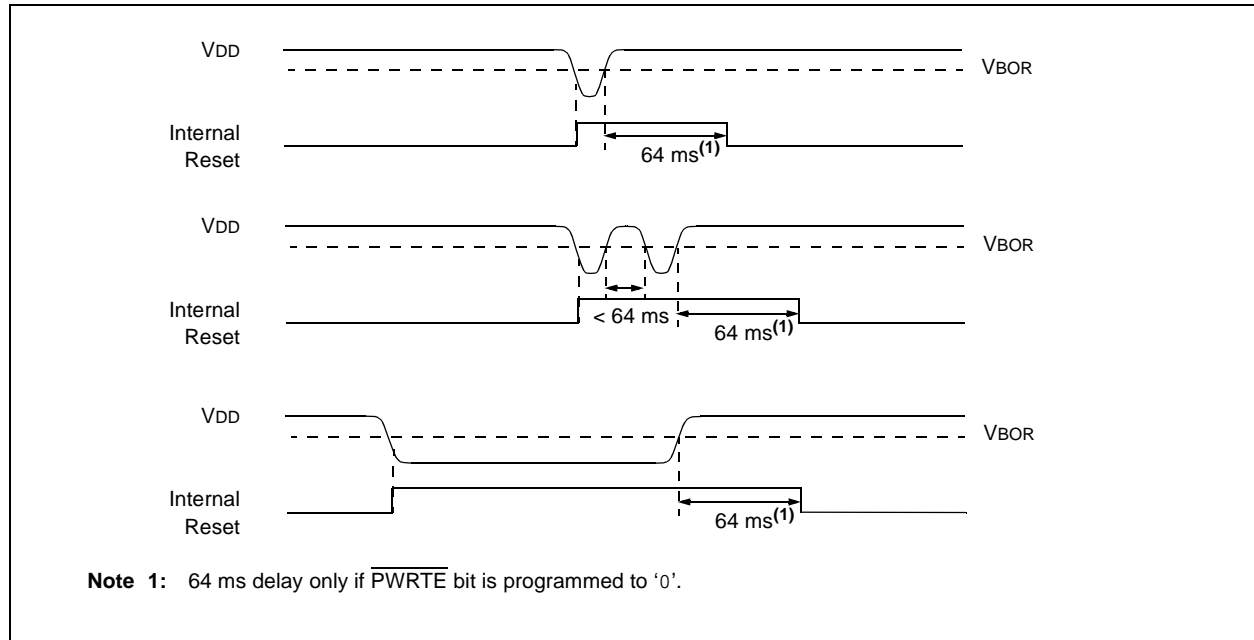 VDD
VBOR
Internal
Reset
64 ms(1)
VDD
VBOR
Internal
Reset
< 64 ms
64 ms(1)
VDD
VBOR
Internal
Reset
64 ms(1)
Note 1: 64 ms delay only if PWRTE bit is programmed to ‘0’.